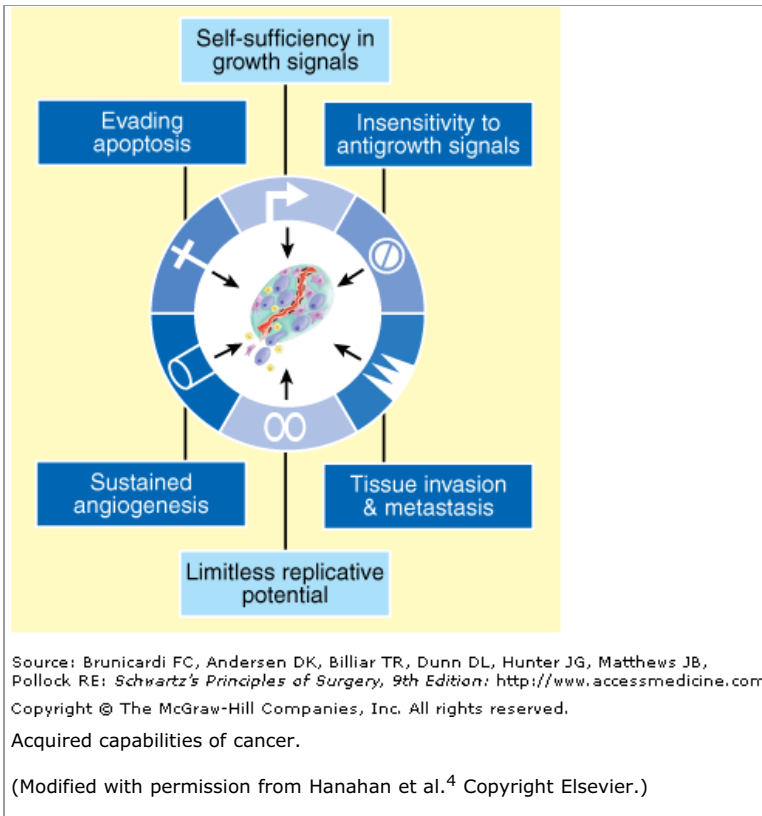 Self-sufficiency in
growth signals
Evading
apoptosis
Insensitivity to
antigrowth signals
Sustained
angiogenesis
Tissue invasion
& metastasis
Limitless replicative
potential
Source: Brunicardi FC, Andersen DK, Billiar TR, Dunn DL, Hunter JG, Matthews JB,
Pollock RE: Schwartz's Principles of Surgery, 9th Edition: http://www.accessmedicine.com
Copyright © The McGraw-Hill Companies, Inc. All rights reserved.
Acquired capabilities of cancer.
(Modified with permission from Hanahan et al.4 Copyright Elsevier.)